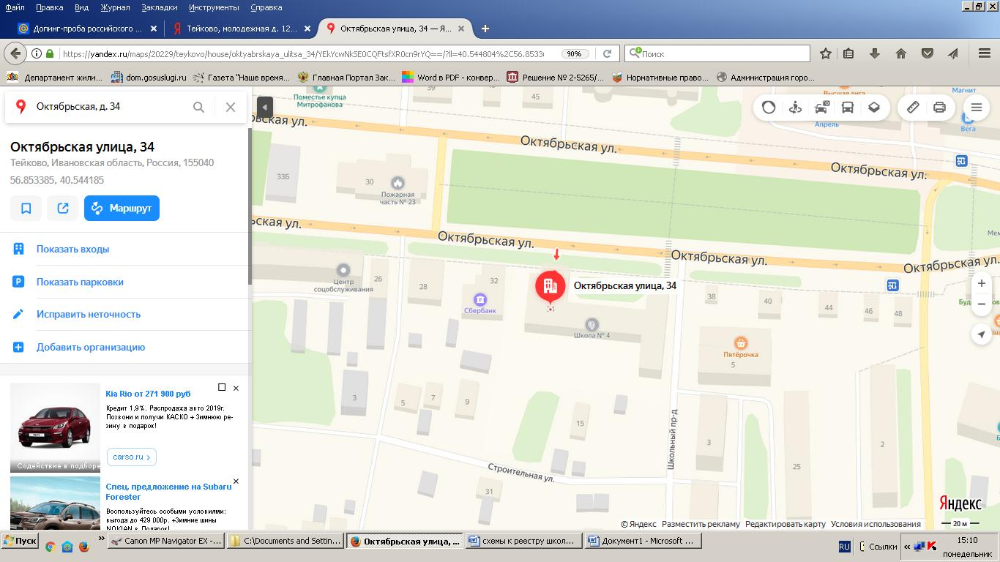 Файл Правка Вид Журнал Закладки Инструменты Справка
Допинг-проба российского ...
Тейково, молодежная д. 12...
Октябрьская улица, 34 — Я...
https://yandex.ru/maps/20229/teykovo/house/oktyabrskaya_ulitsa_34/YEkYcwNkSE0CQFtsfXR0cn9rYQ==/?ll=40.544804%2C56.8533
90%
Поиск
Департамент жили...
dom.gosuslugi.ru
Газета "Наше время...
Главная Портал Зак...
Word в PDF - конвер...
Решение № 2-5265/...
Нормативные право...
Администрация горо...
Октябрьская, д. 34
Октябрьская улица, 34
Тейково, Ивановская область, Россия, 155040
56.853385, 40.544185
Маршрут
Показать входы
Показать парковки
Исправить неточность
Добавить организацию
Kia Rio от 271 900 руб
Кредит 1,9%. Распродажа авто 2019г.
Позвони и получи КАСКО + Зимнюю ре-
зину в подарок!
carso.ru
Содействие в подборе
Спец. предложение на Subaru
Forester
Воспользуйтесь особыми условиями:
выгода до 429 000р. +Зимние шины
NOKIAN в Подарок!
Поместье купца
Митрофанова
39
45
Высшая лига
Апрель
Магнит
Вега
ьская ул.
Октябрьская ул.
Октябрьская ул.
33Б
30
Пожарная
часть № 23
ьская ул.
Октябрьская ул.
Октябрьская ул.
Октябрьская ул.
Мем
Центр
соцобслуживания
26
28
32
Сбербанк
Октябрьская улица, 34
Школа № 4
38
40
44
46
48
Пятёрочка
5
3
5
7
9
15
3
25
2
Школьный пр-д
Строительная ул.
31
Яндекс
© Яндекс Разместить рекламу Редактировать карту Условия использования
20 м
Пуск
Canon MP Navigator EX -...
C:\Documents and Settin...
Октябрьская улица, ...
схемы к реестру школ...
Документ1 - Microsoft ...
RU
Ссылки
15:10
понедельник